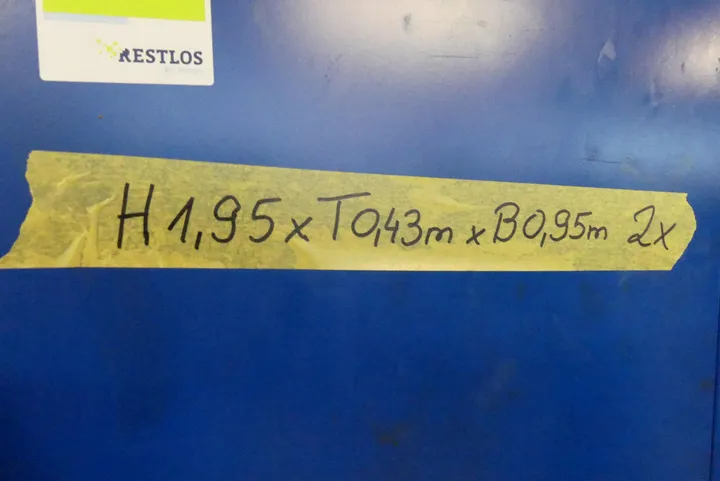 RESTLOS
H 1,95 x T 0,43m x B 0,95m 2x